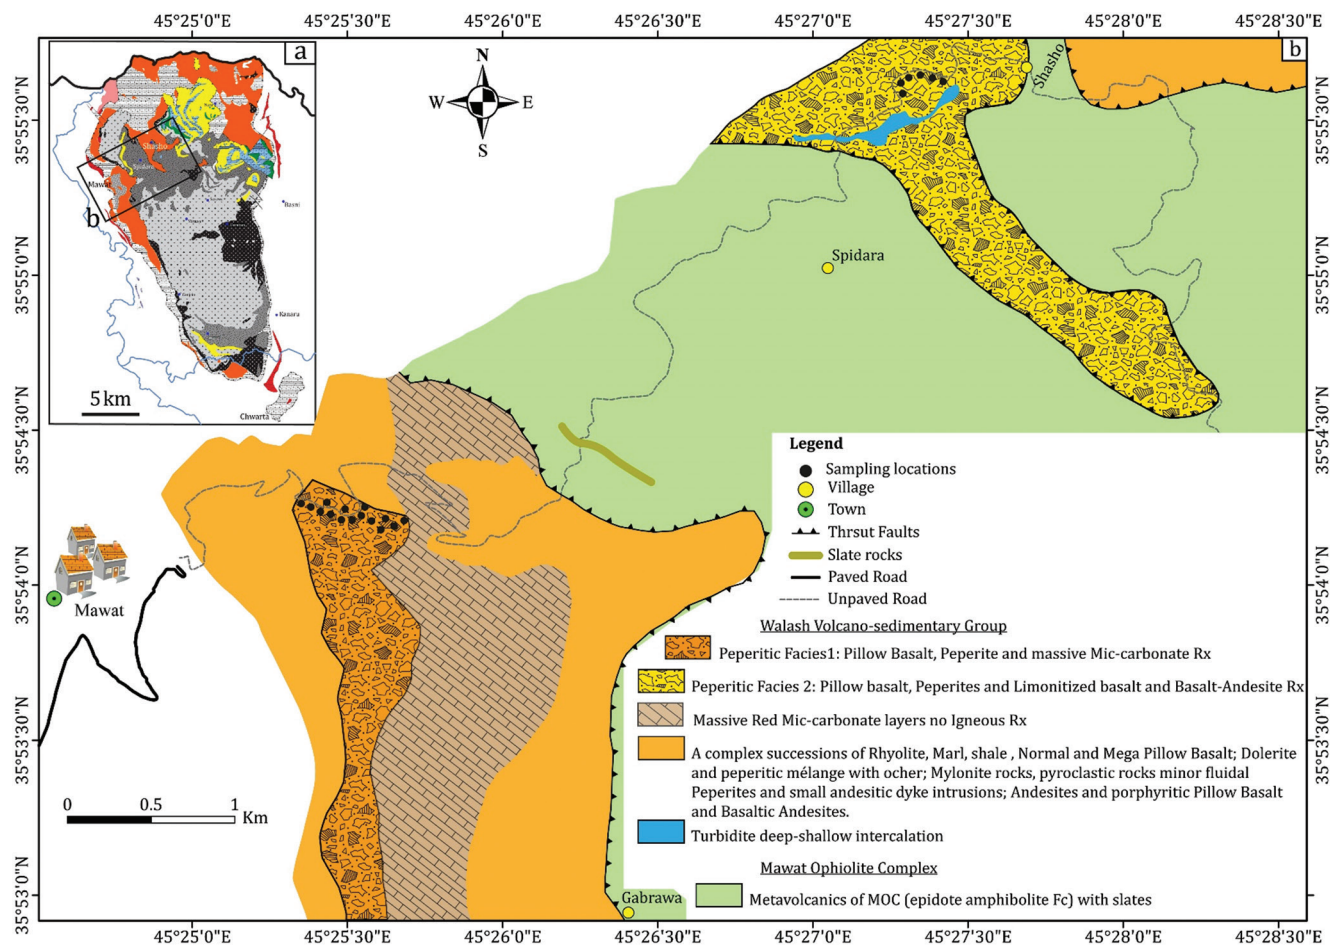 45°25'0"E 45°25'5"E 45°26'0"E 45°26'5"E 45°27'0"E 45°27'5"E 45°28'0"E 45°28'5"E
a
b
N
W E
S
Shasho
Shasho
Spidara
Mawat
b
Kanara
5 km
Chwarta
Spidara
35°55'30"N
35°55'0"N
35°54'30"N
35°54'0"N
35°53'30"N
35°53'0"N
35°55'30"N
35°55'0"N
35°54'30"N
35°54'0"N
35°53'30"N
35°53'0"N
Mawat
0 0.5 1
Km
Gabrawa
Legend
Sampling locations
Village
Town
Thrsut Faults
Slate rocks
Paved Road
Unpaved Road
Walash Volcano-sedimentary Group
Peperitic Facies1: Pillow Basalt, Peperite and massive Mic-carbonate Rx
Peperitic Facies 2: Pillow basalt, Peperites and Limonitized basalt and Basalt-Andesite Rx
Massive Red Mic-carbonate layers no Igneous Rx
A complex successions of Rhyolite, Marl, shale , Normal and Mega Pillow Basalt; Dolerite
and peperitic mélange with ocher; Mylonite rocks, pyroclastic rocks minor fluidal
Peperites and small andesitic dyke intrusions; Andesites and porphyritic Pillow Basalt
and Basaltic Andesites.
Turbidite deep-shallow intercalation
Mawat Ophiolite Complex
Metavolcanics of MOC (epidote amphibolite Fc) with slates
45°25'0"E 45°25'5"E 45°26'0"E 45°26'5"E 45°27'0"E 45°27'5"E 45°28'0"E 45°28'5"E